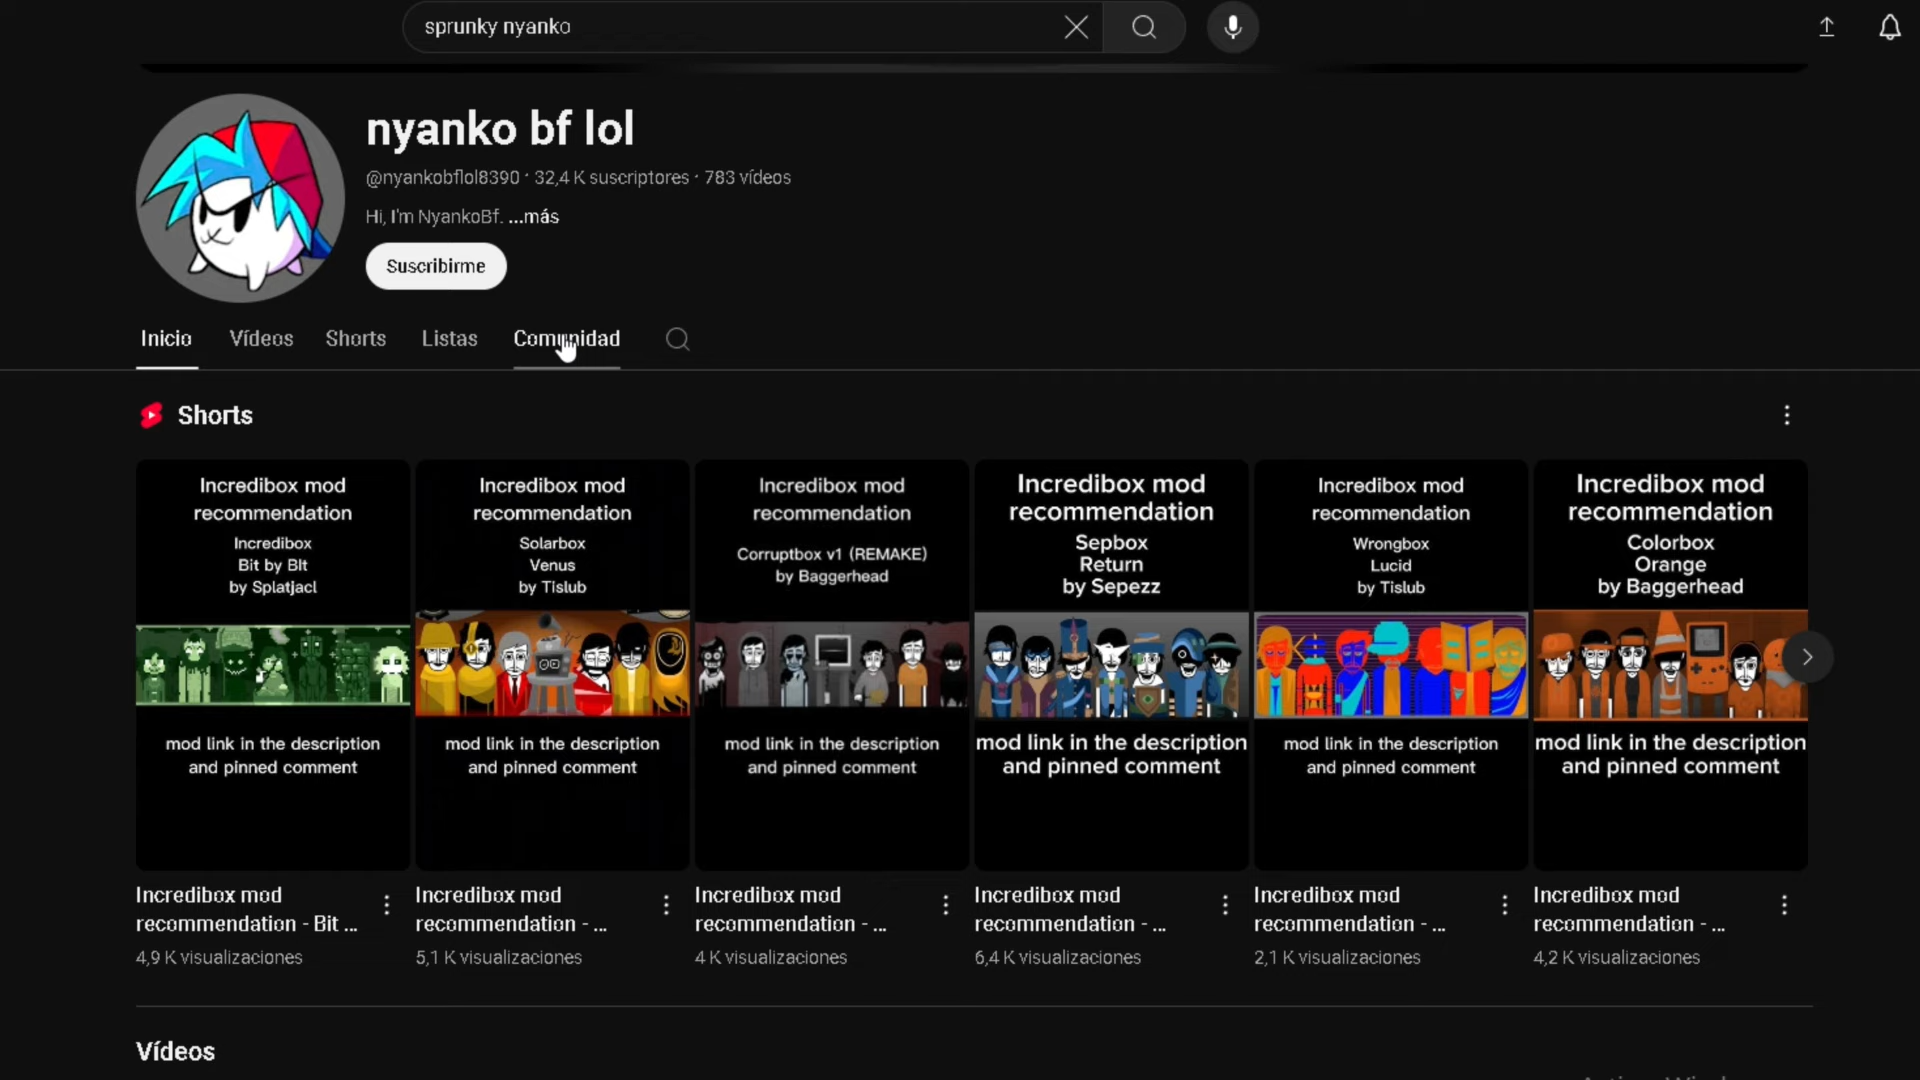 sprunky nyanko
nyanko bf lol
@nyankobflol8390 · 32,4 K suscriptores · 783 vídeos
Hi, I'm NyankoBf. ...más
Suscribirme
Inicio Vídeos Shorts Listas Comunidad
Shorts
Incredibox mod
recommendation
Incredibox
Bit by BIt
by Splatjacl
mod link in the description
and pinned comment
Incredibox mod
recommendation - Bit ...
4,9 K visualizaciones
Incredibox mod
recommendation
Solarbox
Venus
by Tislub
mod link in the description
and pinned comment
Incredibox mod
recommendation - ...
5,1 K visualizaciones
Incredibox mod
recommendation
Corruptbox v1 (REMAKE)
by Baggerhead
mod link in the description
and pinned comment
Incredibox mod
recommendation - ...
4 K visualizaciones
Incredibox mod
recommendation
Sepbox
Return
by Sepezz
mod link in the description
and pinned comment
Incredibox mod
recommendation - ...
6,4 K visualizaciones
Incredibox mod
recommendation
Wrongbox
Lucid
by Tislub
mod link in the description
and pinned comment
Incredibox mod
recommendation - ...
2,1 K visualizaciones
Incredibox mod
recommendation
Colorbox
Orange
by Baggerhead
mod link in the description
and pinned comment
Incredibox mod
recommendation - ...
4,2 K visualizaciones
Vídeos